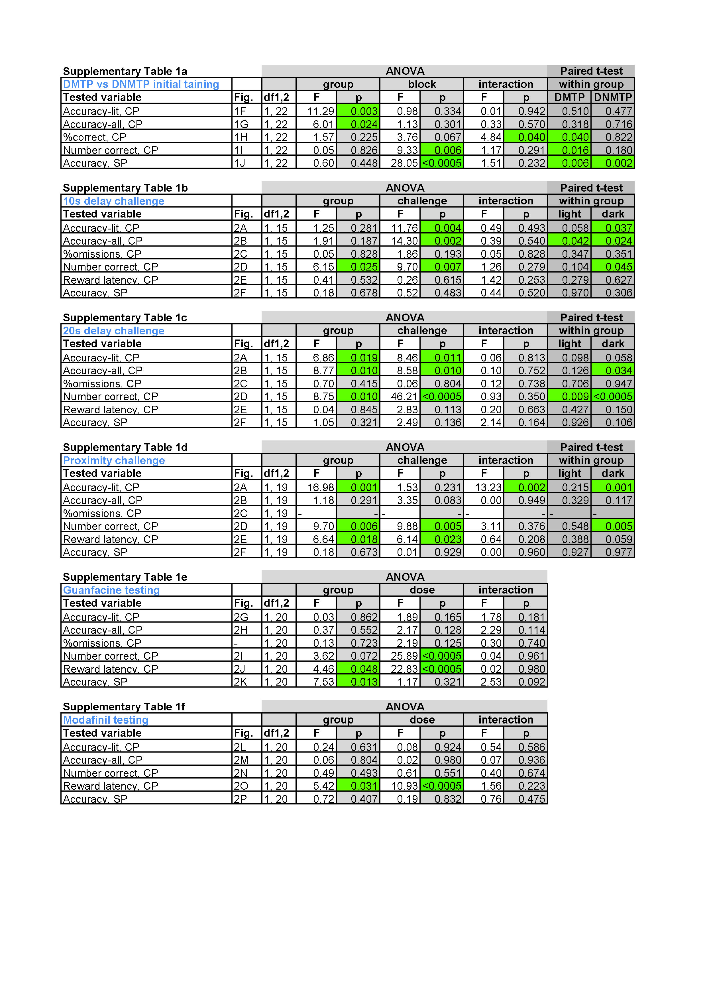 Supplementary Table 1a ANOVA Paired t-test
DMTP vs DNMTP initial taining group block interaction within group
Tested variable Fig. df1,2 F p F p F p DMTP DNMTP
Accuracy-lit, CP 1F 1, 22 11.29 0.003 0.98 0.334 0.01 0.942 0.510 0.477
Accuracy-all, CP 1G 1, 22 6.01 0.024 1.13 0.301 0.33 0.570 0.318 0.716
%correct, CP 1H 1, 22 1.57 0.225 3.76 0.067 4.84 0.040 0.040 0.822
Number correct, CP 1I 1, 22 0.05 0.826 9.33 0.006 1.17 0.291 0.016 0.180
Accuracy, SP 1J 1, 22 0.60 0.448 28.05 <0.0005 1.51 0.232 0.006 0.002
Supplementary Table 1b ANOVA Paired t-test
10s delay challenge group challenge interaction within group
Tested variable Fig. df1,2 F p F p F p light dark
Accuracy-lit, CP 2A 1, 15 1.25 0.281 11.76 0.004 0.49 0.493 0.058 0.037
Accuracy-all, CP 2B 1, 15 1.91 0.187 14.30 0.002 0.39 0.540 0.042 0.024
%omissions, CP 2C 1, 15 0.05 0.828 1.86 0.193 0.05 0.828 0.347 0.351
Number correct, CP 2D 1, 15 6.15 0.025 9.70 0.007 1.26 0.279 0.104 0.045
Reward latency, CP 2E 1, 15 0.41 0.532 0.26 0.615 1.42 0.253 0.279 0.627
Accuracy, SP 2F 1, 15 0.18 0.678 0.52 0.483 0.44 0.520 0.970 0.306
Supplementary Table 1c ANOVA Paired t-test
20s delay challenge group challenge interaction within group
Tested variable Fig. df1,2 F p F p F p light dark
Accuracy-lit, CP 2A 1, 15 6.86 0.019 8.46 0.011 0.06 0.813 0.098 0.058
Accuracy-all, CP 2B 1, 15 8.77 0.010 8.58 0.010 0.10 0.752 0.126 0.034
%omissions, CP 2C 1, 15 0.70 0.415 0.06 0.804 0.12 0.738 0.706 0.947
Number correct, CP 2D 1, 15 8.75 0.010 46.21 <0.0005 0.93 0.350 0.009 <0.0005
Reward latency, CP 2E 1, 15 0.04 0.845 2.83 0.113 0.20 0.663 0.427 0.150
Accuracy, SP 2F 1, 15 1.05 0.321 2.49 0.136 2.14 0.164 0.926 0.106
Supplementary Table 1d ANOVA Paired t-test
Proximity challenge group challenge interaction within group
Tested variable Fig. df1,2 F p F p F p light dark
Accuracy-lit, CP 2A 1, 19 16.98 0.001 1.53 0.231 13.23 0.002 0.215 0.001
Accuracy-all, CP 2B 1, 19 1.18 0.291 3.35 0.083 0.00 0.949 0.329 0.117
%omissions, CP 2C 1, 19 - - - - - - - -
Number correct, CP 2D 1, 19 9.70 0.006 9.88 0.005 3.11 0.376 0.548 0.005
Reward latency, CP 2E 1, 19 6.64 0.018 6.14 0.023 0.64 0.208 0.388 0.059
Accuracy, SP 2F 1, 19 0.18 0.673 0.01 0.929 0.00 0.960 0.927 0.977
Supplementary Table 1e ANOVA
Guanfacine testing group dose interaction
Tested variable Fig. df1,2 F p F p F p
Accuracy-lit, CP 2G 1, 20 0.03 0.862 1.89 0.165 1.78 0.181
Accuracy-all, CP 2H 1, 20 0.37 0.552 2.17 0.128 2.29 0.114
%omissions, CP - 1, 20 0.13 0.723 2.19 0.125 0.30 0.740
Number correct, CP 2I 1, 20 3.62 0.072 25.89 <0.0005 0.04 0.961
Reward latency, CP 2J 1, 20 4.46 0.048 22.83 <0.0005 0.02 0.980
Accuracy, SP 2K 1, 20 7.53 0.013 1.17 0.321 2.53 0.092
Supplementary Table 1f ANOVA
Modafinil testing group dose interaction
Tested variable Fig. df1,2 F p F p F p
Accuracy-lit, CP 2L 1, 20 0.24 0.631 0.08 0.924 0.54 0.586
Accuracy-all, CP 2M 1, 20 0.06 0.804 0.02 0.980 0.07 0.936
Number correct, CP 2N 1, 20 0.49 0.493 0.61 0.551 0.40 0.674
Reward latency, CP 2O 1, 20 5.42 0.031 10.93 <0.0005 1.56 0.223
Accuracy, SP 2P 1, 20 0.72 0.407 0.19 0.832 0.76 0.475